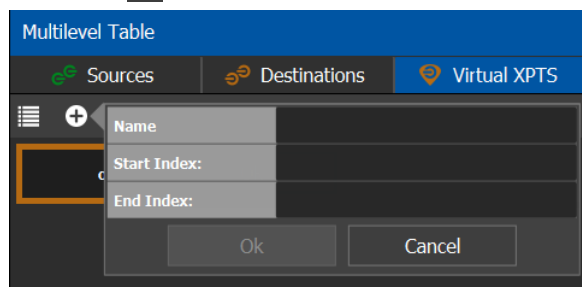 Multilevel Table
Sources Destinations Virtual XPTS
Name
Start Index:
End Index:
Ok Cancel